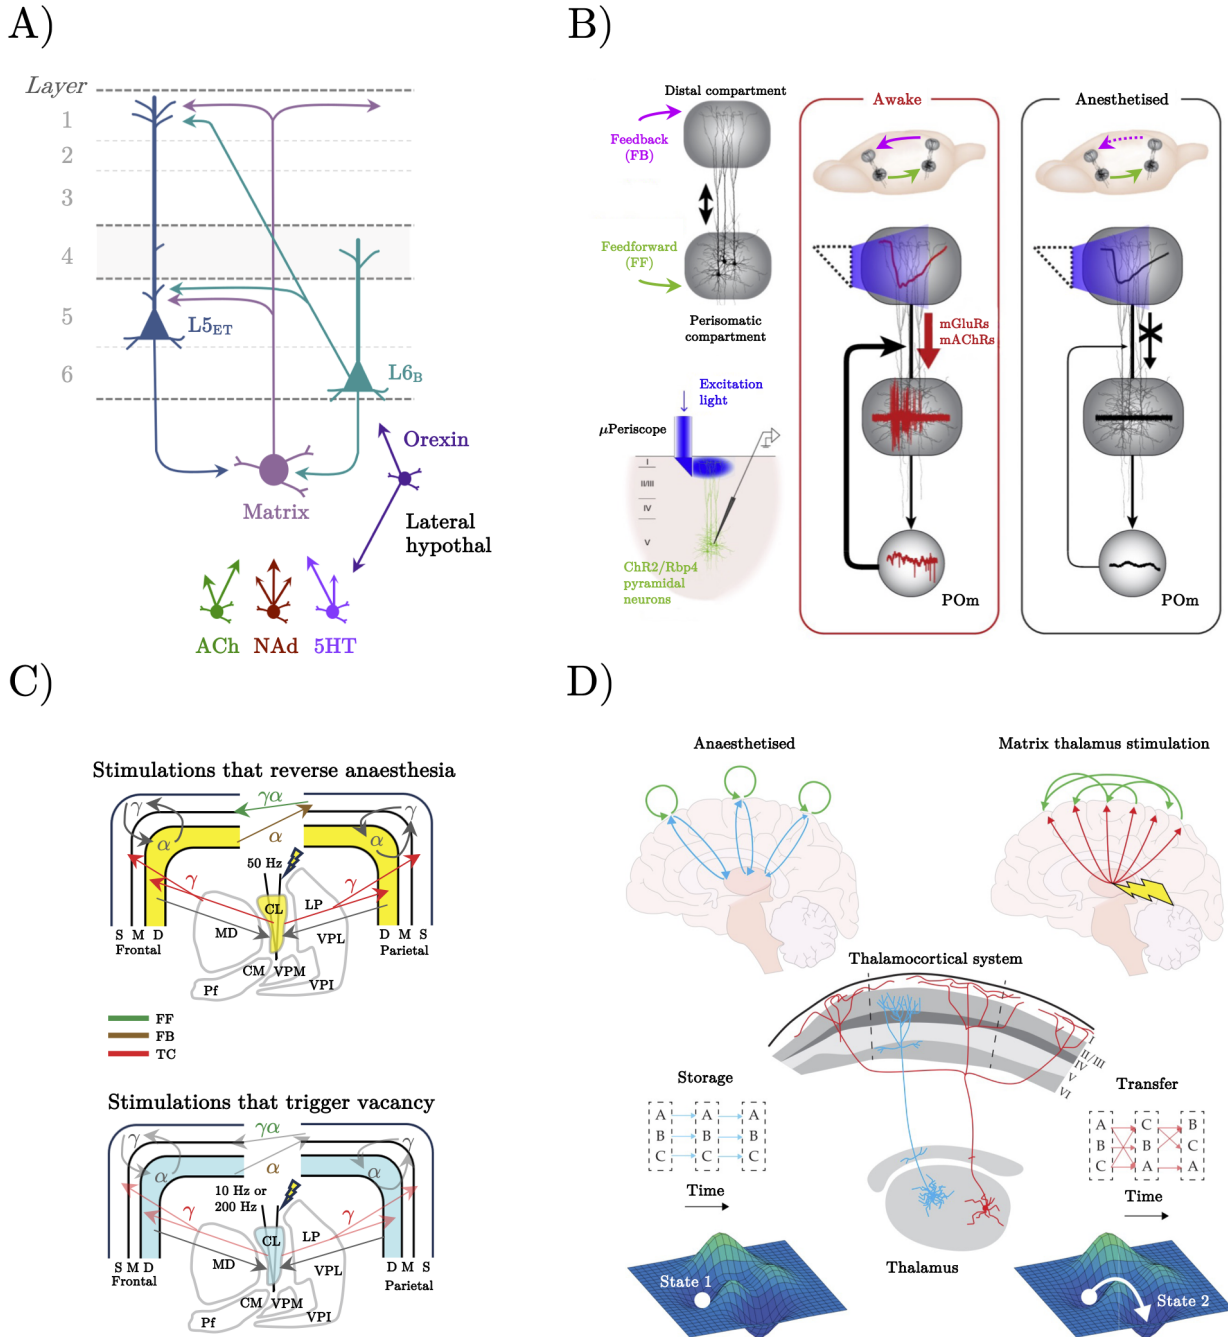 A)
Layer
1
2
3
4
5
6
L5ET
L6B
Matrix
Orexin
Lateral
hypothal
ACh
NAd
5HT
B)
Distal compartment
Feedback
(FB)
Feedforward
(FF)
Perisomatic
compartment
Excitation
light
μPeriscope
I
II/III
IV
V
ChR2/Rbp4
pyramidal
neurons
Awake
mGluRs
mAChRs
POm
Anesthetised
POm
C)
Stimulations that reverse anaesthesia
γ
γα
γ
α
α
α
50 Hz
γ
γ
CL
LP
MD
VPL
S M D
Frontal
D M S
Parietal
CM
VPM
Pf
VPI
FF
FB
TC
Stimulations that trigger vacancy
γ
γα
γ
α
α
α
10 Hz or
200 Hz
γ
γ
CL
LP
MD
VPL
S M D
Frontal
D M S
Parietal
CM
VPM
Pf
VPI
D)
Anaesthetised
Matrix thalamus stimulation
Thalamocortical system
I
II/III
IV
V
VI
Storage
A A A
B B B
C C C
Time
State 1
Thalamus
Transfer
A C B
B B C
C A A
Time
State 2